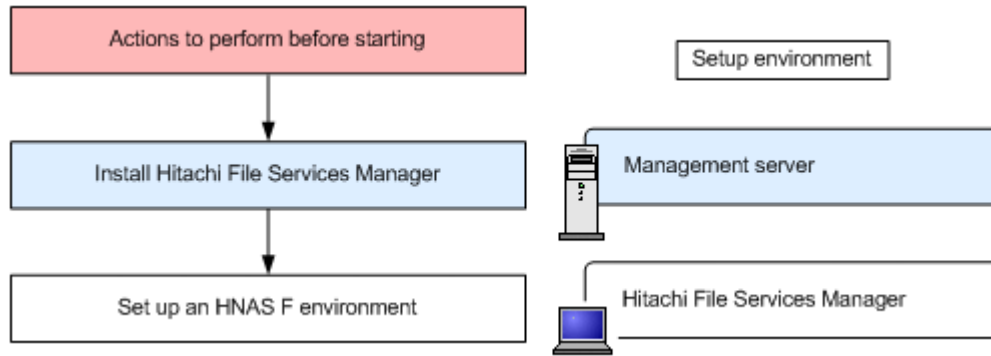 Actions to perform before starting
Setup environment
Install Hitachi File Services Manager
Management server
Set up an HNAS F environment
Hitachi File Services Manager